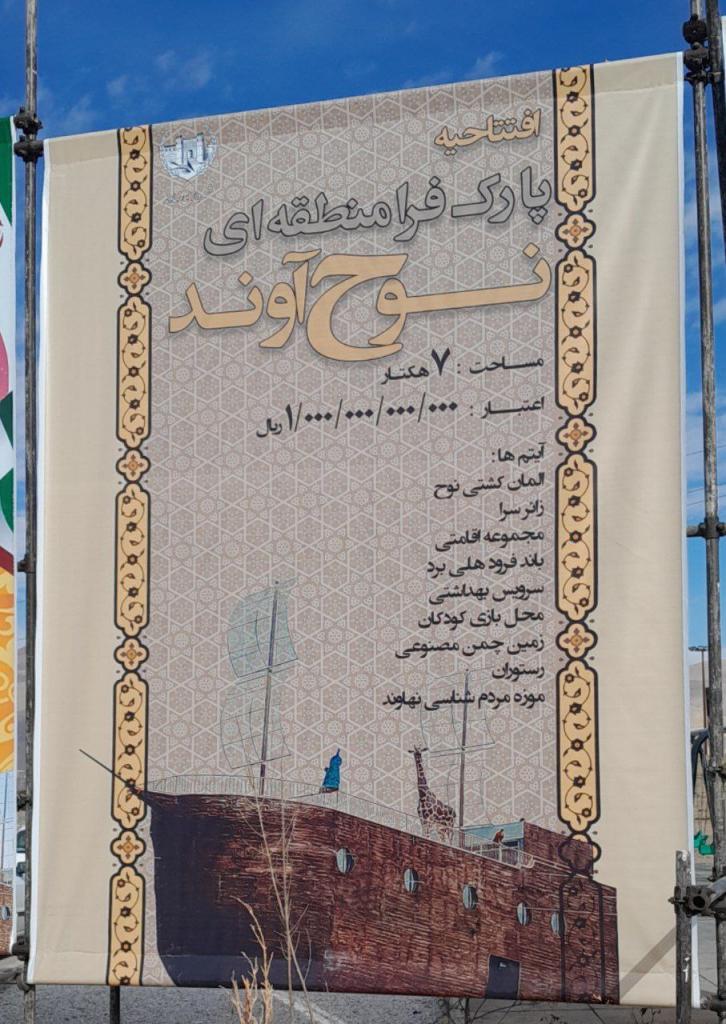 افتتاحیه
پارک فرامنطقه ای
نوح آوند
مساحت : ۷ هکتار
اعتبار : ۱/۰۰۰/۰۰۰/۰۰۰/۰۰۰ ریال
آیتم ها:
المان کشتی نوح
زائر سرا
مجموعه اقامتی
باند فرود هلی برد
سرویس بهداشتی
محل بازی کودکان
زمین چمن مصنوعی
رستوران
موزه مردم شناسی نهاوند